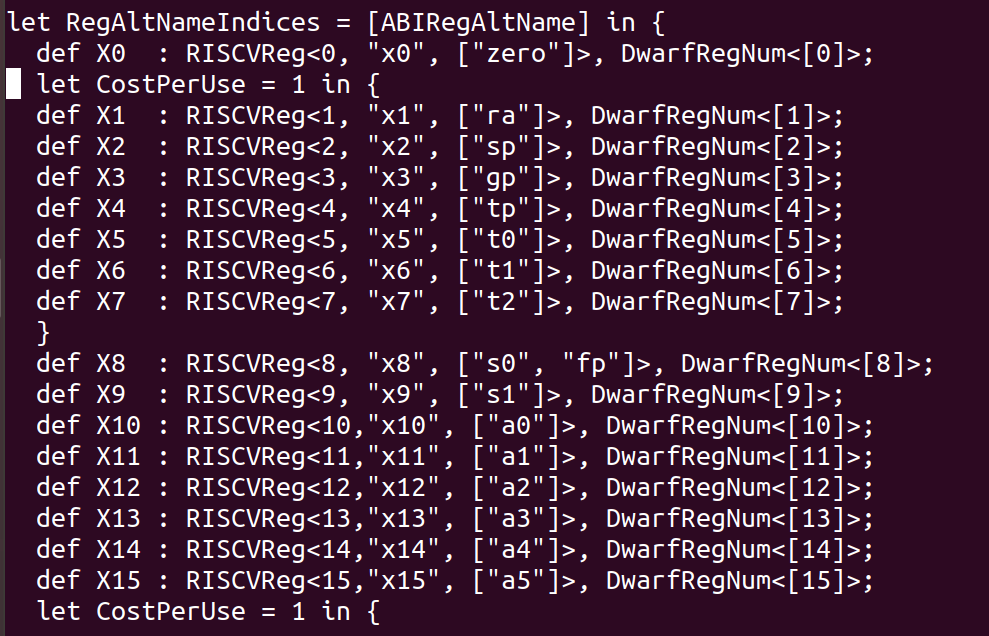 let RegAltNameIndices = [ABIRegAltName] in {
  def X0  : RISCVReg<0, "x0", ["zero"]>, DwarfRegNum<[0]>;
  let CostPerUse = 1 in {
  def X1  : RISCVReg<1, "x1", ["ra"]>, DwarfRegNum<[1]>;
  def X2  : RISCVReg<2, "x2", ["sp"]>, DwarfRegNum<[2]>;
  def X3  : RISCVReg<3, "x3", ["gp"]>, DwarfRegNum<[3]>;
  def X4  : RISCVReg<4, "x4", ["tp"]>, DwarfRegNum<[4]>;
  def X5  : RISCVReg<5, "x5", ["t0"]>, DwarfRegNum<[5]>;
  def X6  : RISCVReg<6, "x6", ["t1"]>, DwarfRegNum<[6]>;
  def X7  : RISCVReg<7, "x7", ["t2"]>, DwarfRegNum<[7]>;
  }
  def X8  : RISCVReg<8, "x8", ["s0", "fp"]>, DwarfRegNum<[8]>;
  def X9  : RISCVReg<9, "x9", ["s1"]>, DwarfRegNum<[9]>;
  def X10 : RISCVReg<10,"x10", ["a0"]>, DwarfRegNum<[10]>;
  def X11 : RISCVReg<11,"x11", ["a1"]>, DwarfRegNum<[11]>;
  def X12 : RISCVReg<12,"x12", ["a2"]>, DwarfRegNum<[12]>;
  def X13 : RISCVReg<13,"x13", ["a3"]>, DwarfRegNum<[13]>;
  def X14 : RISCVReg<14,"x14", ["a4"]>, DwarfRegNum<[14]>;
  def X15 : RISCVReg<15,"x15", ["a5"]>, DwarfRegNum<[15]>;
  let CostPerUse = 1 in {